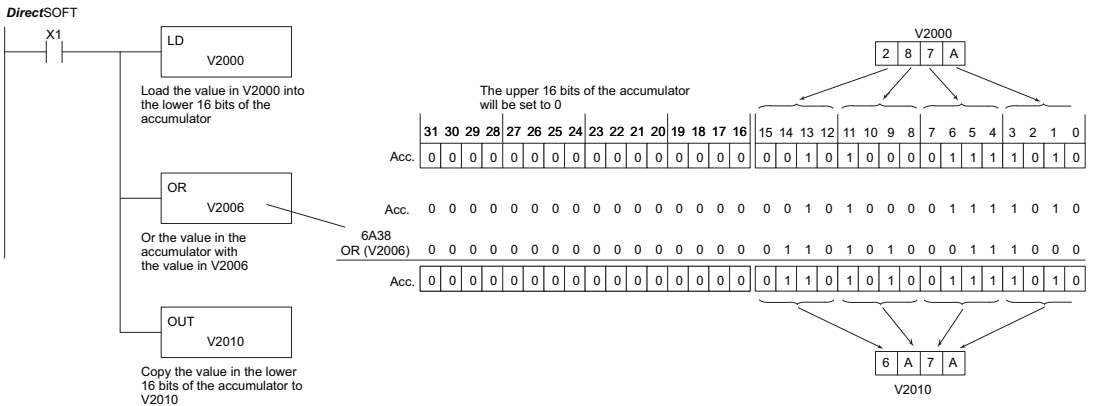 DirectSOFT
X1
LD
V2000
Load the value in V2000 into
the lower 16 bits of the
accumulator
OR
V2006
Or the value in the
accumulator with
the value in V2006
OUT
V2010
Copy the value in the lower
16 bits of the accumulator to
V2010
V2000
2 8 7 A
The upper 16 bits of the accumulator
will be set to 0
31 30 29 28 27 26 25 24 23 22 21 20 19 18 17 16 15 14 13 12 11 10 9 8 7 6 5 4 3 2 1 0
Acc. 0 0 0 0 0 0 0 0 0 0 0 0 0 0 0 0 0 0 1 0 1 0 0 0 0 1 1 1 1 0 1 0
Acc. 0 0 0 0 0 0 0 0 0 0 0 0 0 0 0 0 0 0 1 0 1 0 0 0 0 1 1 1 1 0 1 0
6A38
OR (V2006) 0 0 0 0 0 0 0 0 0 0 0 0 0 0 0 0 0 1 1 0 1 0 1 0 0 0 1 1 1 0 0 0
Acc. 0 0 0 0 0 0 0 0 0 0 0 0 0 0 0 0 0 1 1 0 1 0 1 0 0 1 1 1 1 0 1 0
6 A 7 A
V2010